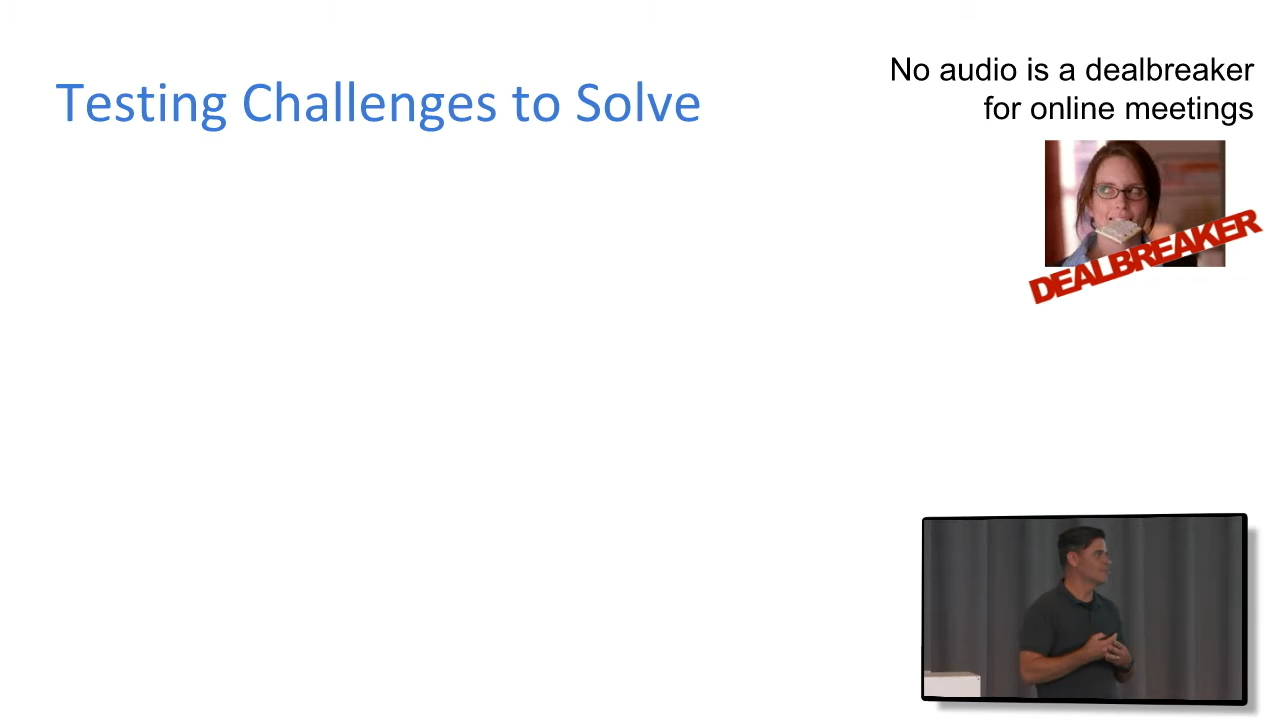 Testing Challenges to Solve
No audio is a dealbreaker
for online meetings
DEALBREAKER